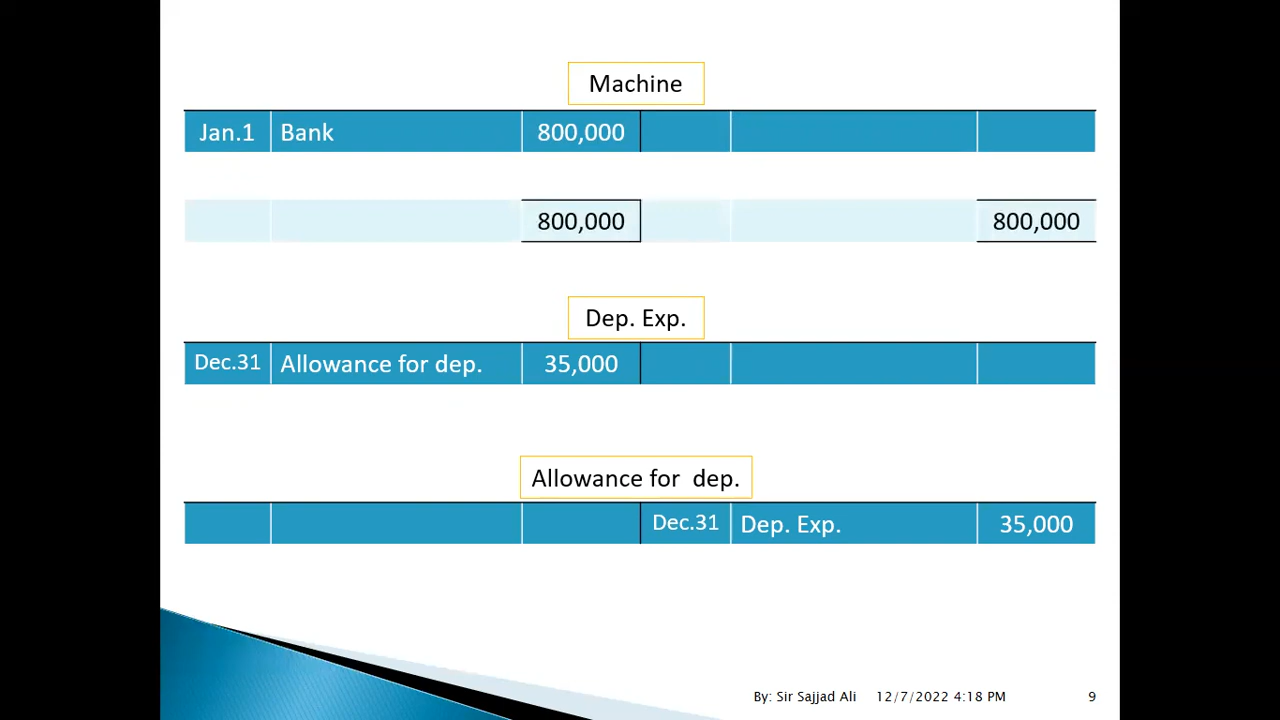 Machine
Jan.1 Bank 800,000
800,000 800,000
Dep. Exp.
Dec.31 Allowance for dep. 35,000
Allowance for dep.
Dec.31 Dep. Exp. 35,000
By: Sir Sajjad Ali 12/7/2022 4:18 PM 9